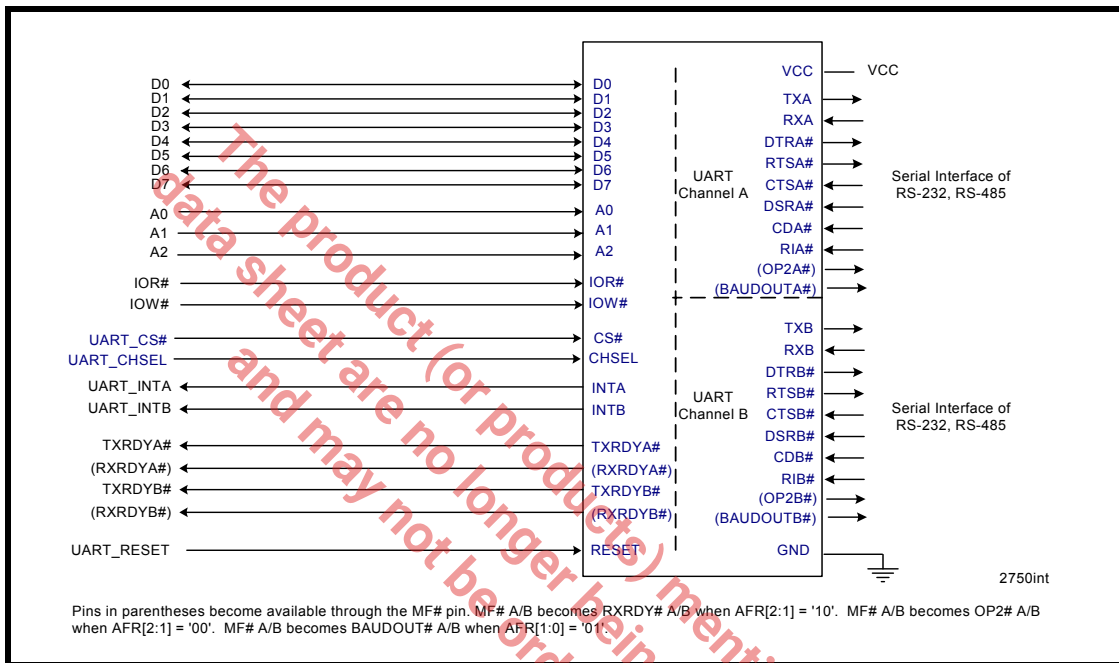 D0
D1
D2
D3
D4
D5
D6
D7
A0
A1
A2
IOR#
IOW#
UART_CS#
UART_CHSEL
UART_INTA
UART_INTB
TXRDYA#
(RXRDYA#)
TXRDYB#
(RXRDYB#)
UART_RESET
D0
D1
D2
D3
D4
D5
D6
D7
A0
A1
A2
IOR#
IOW#
CS#
CHSEL
INTA
INTB
TXRDYA#
(RXRDYA#)
TXRDYB#
(RXRDYB#)
RESET
UART
Channel A
UART
Channel B
VCC
TXA
RXA
DTRA#
RTSA#
CTSA#
DSRA#
CDA#
RIA#
(OP2A#)
(BAUDOUTA#)
TXB
RXB
DTRB#
RTSB#
CTSB#
DSRB#
CDB#
RIB#
(OP2B#)
(BAUDOUTB#)
GND
VCC
Serial Interface of
RS-232, RS-485
Serial Interface of
RS-232, RS-485
2750int
Pins in parentheses become available through the MF# pin. MF# A/B becomes RXRDY# A/B when AFR[2:1] = '10'. MF# A/B becomes OP2# A/B
when AFR[2:1] = '00'. MF# A/B becomes BAUDOUT# A/B when AFR[1:0] = '01'.
The product (or products)
data sheet are no longer being
and may not be